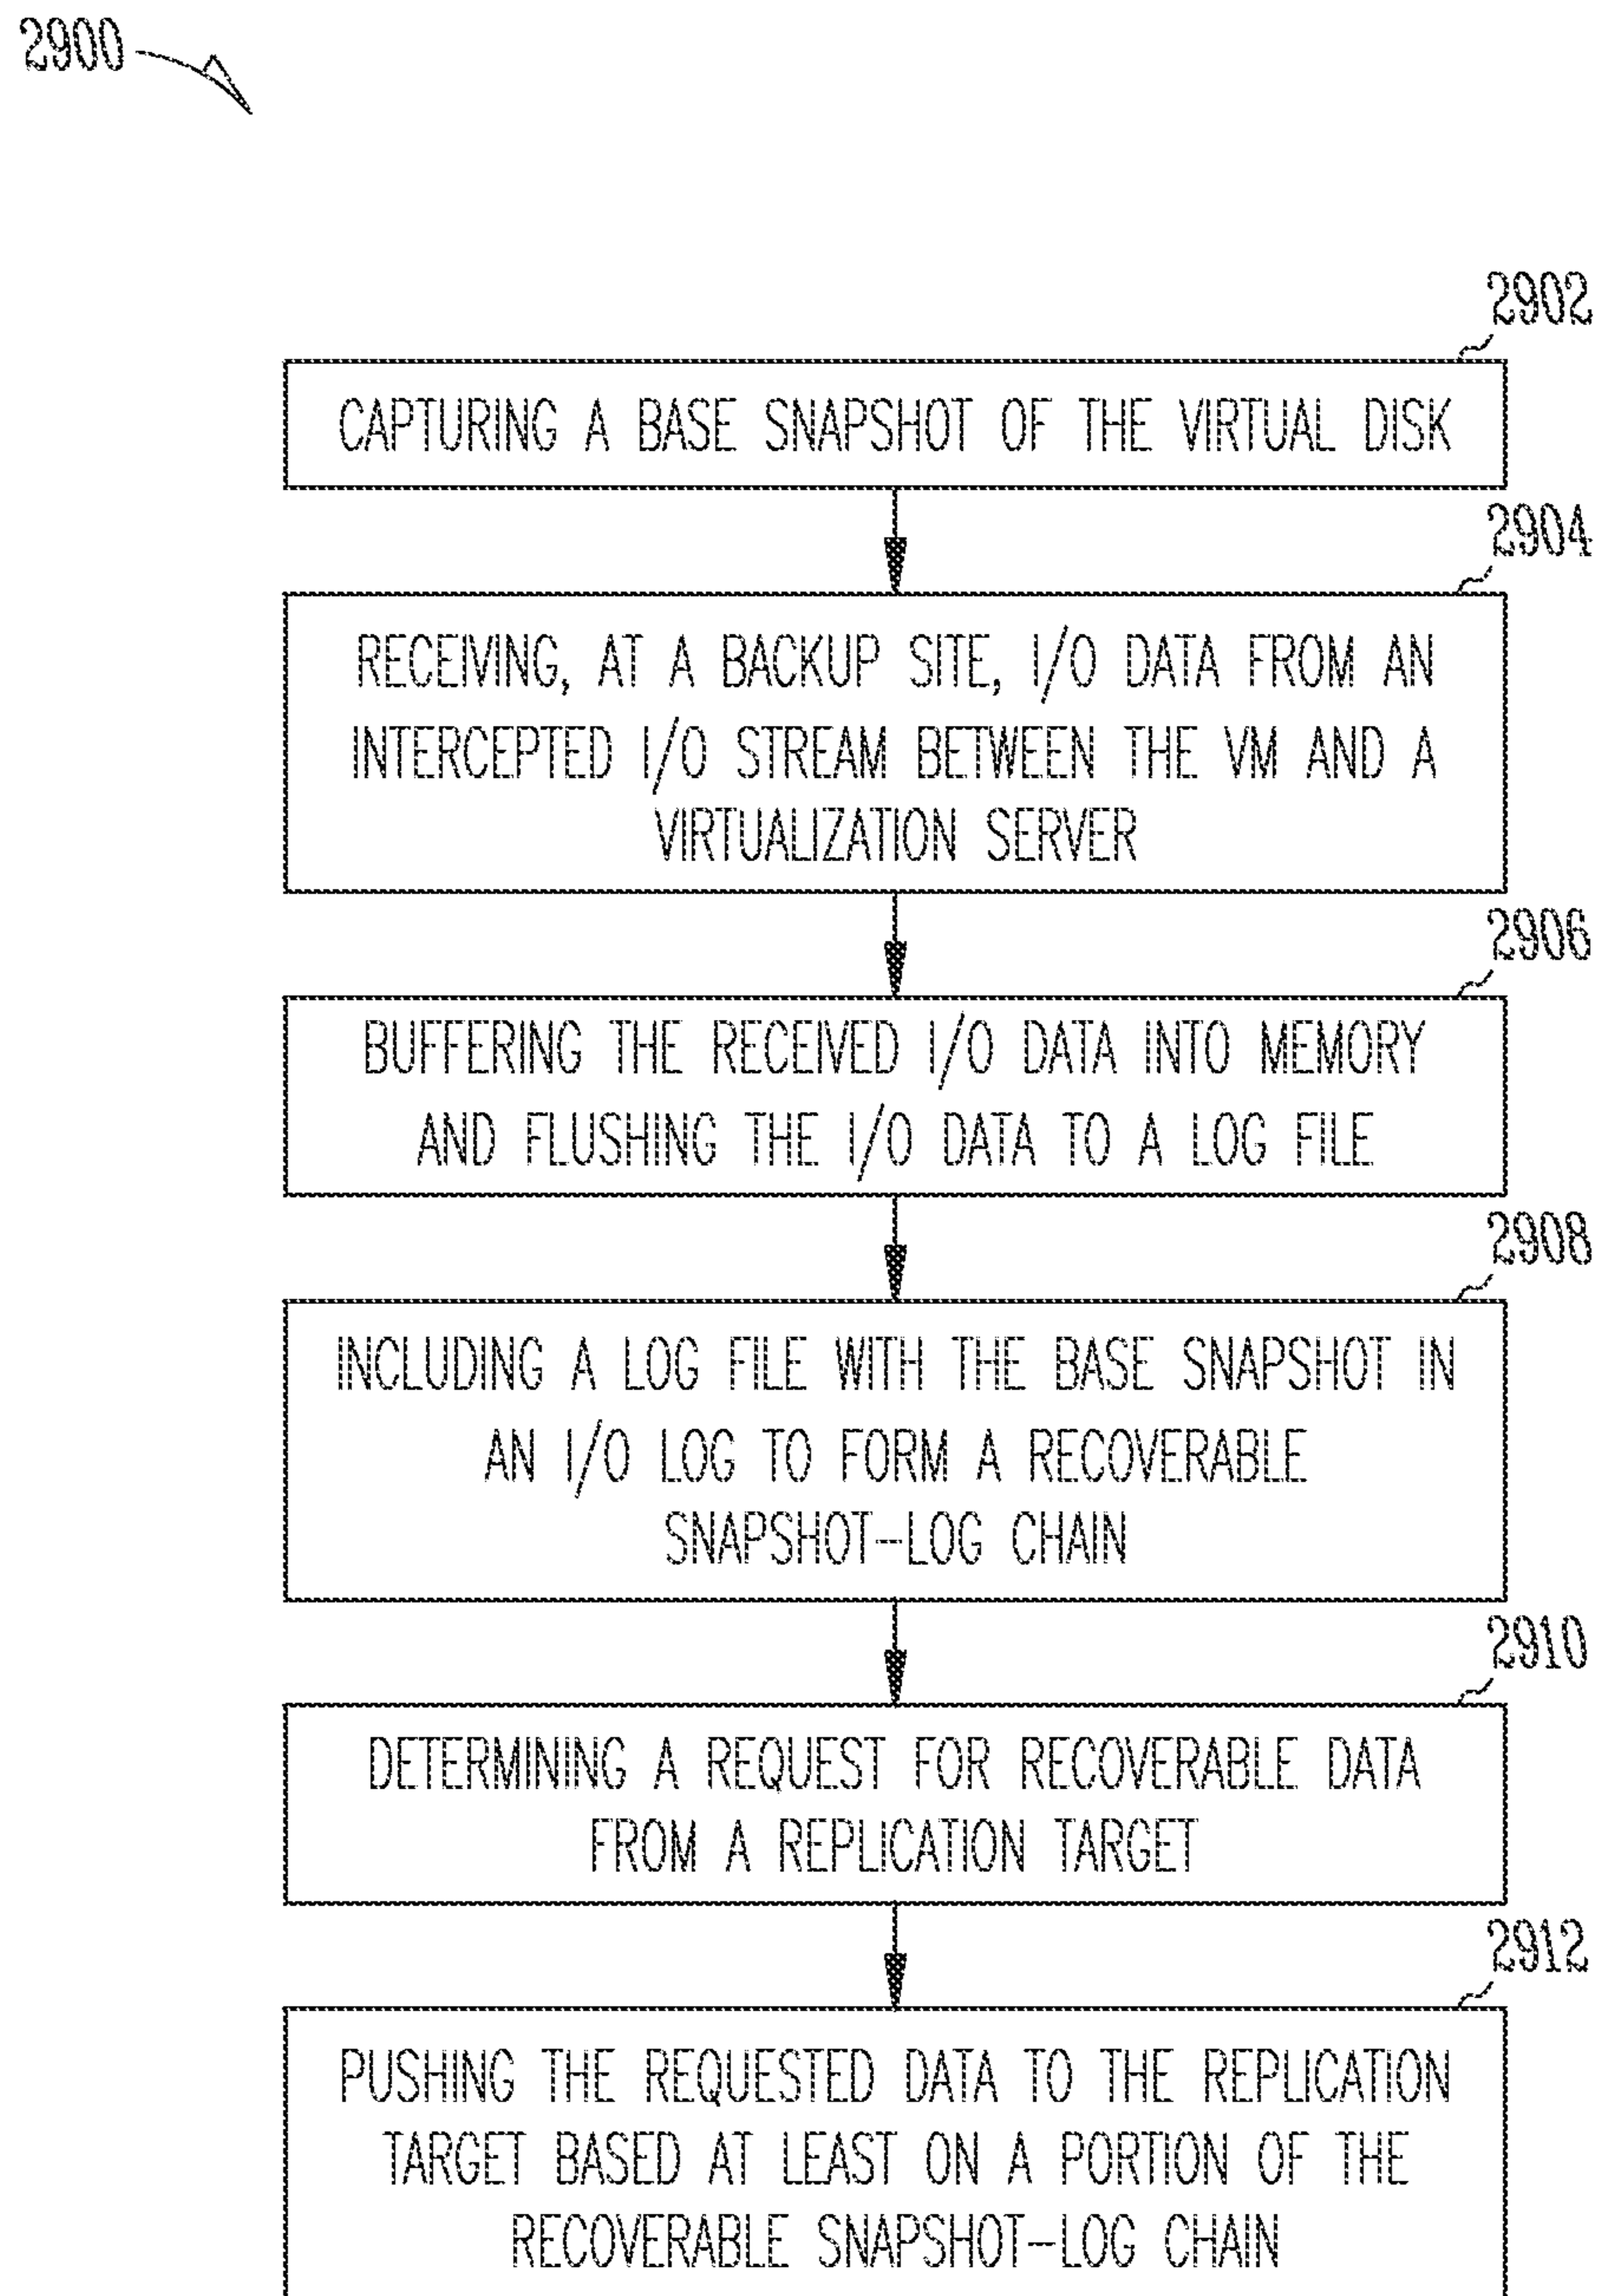 2900
2902
CAPTURING A BASE SNAPSHOT OF THE VIRTUAL DISK
2904
RECEIVING, AT A BACKUP SITE, I/O DATA FROM AN
INTERCEPTED I/O STREAM BETWEEN THE VM AND A
VIRTUALIZATION SERVER
2906
BUFFERING THE RECEIVED I/O DATA INTO MEMORY
AND FLUSHING THE I/O DATA TO A LOG FILE
2908
INCLUDING A LOG FILE WITH THE BASE SNAPSHOT IN
AN I/O LOG TO FORM A RECOVERABLE
SNAPSHOT-LOG CHAIN
2910
DETERMINING A REQUEST FOR RECOVERABLE DATA
FROM A REPLICATION TARGET
2912
PUSHING THE REQUESTED DATA TO THE REPLICATION
TARGET BASED AT LEAST ON A PORTION OF THE
RECOVERABLE SNAPSHOT-LOG CHAIN